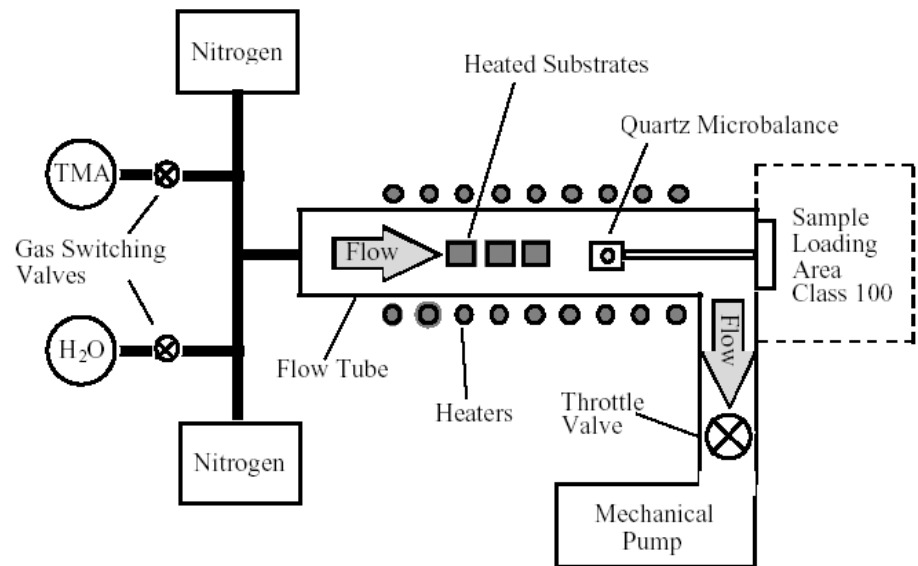 Nitrogen
Heated Substrates
Quartz Microbalance
TMA
Gas Switching
Valves
Flow
Sample
Loading
Area
Class 100
H₂O
Flow Tube
Heaters
Flow
Throttle
Valve
Nitrogen
Mechanical
Pump